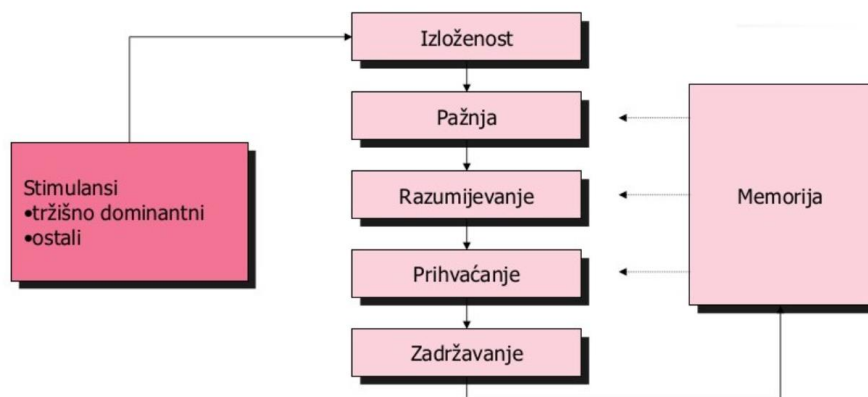 Izloženost
Pažnja
Stimulansi
•tržišno dominantni
•ostali
Razumijevanje
Memorija
Prihvaćanje
Zadržavanje